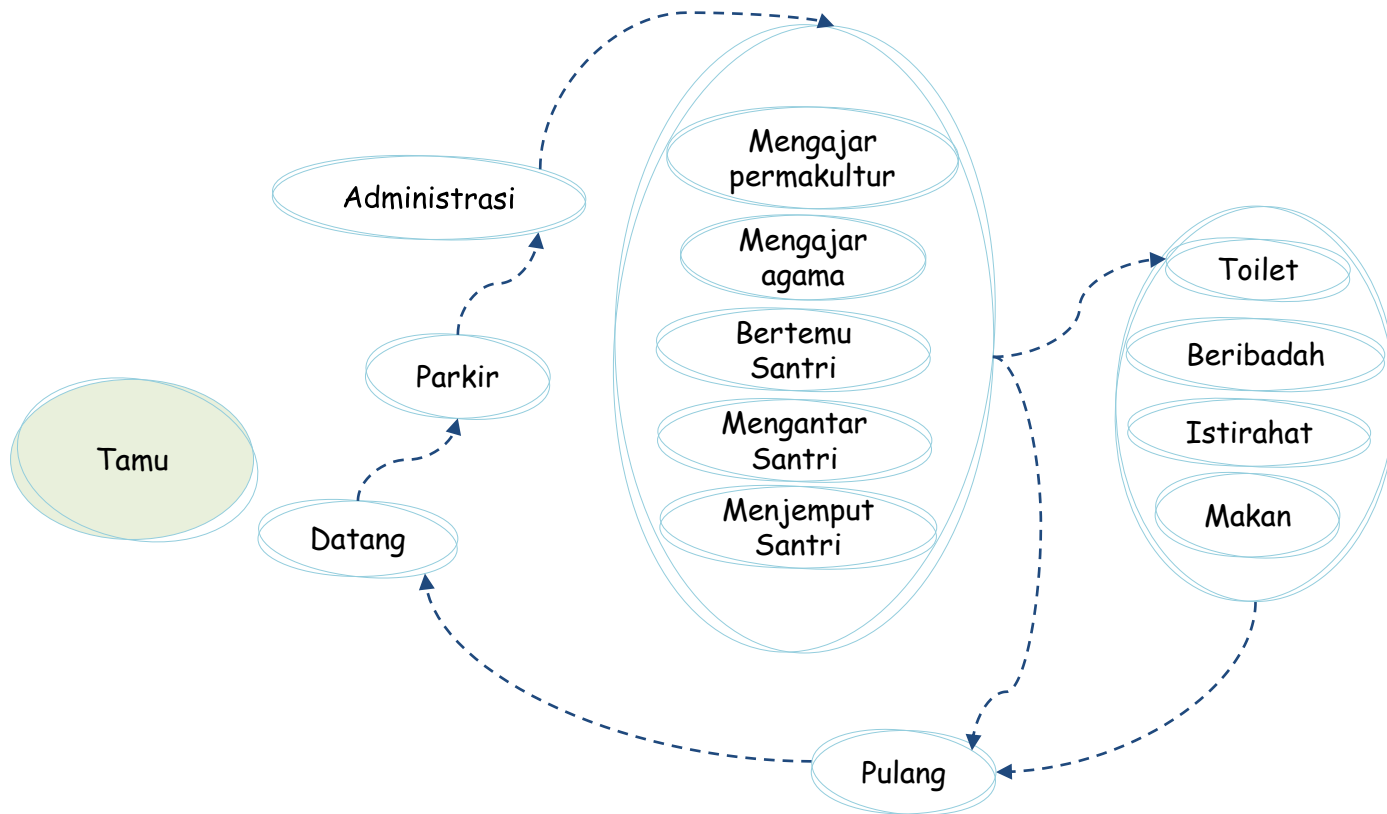 Tamu
Datang
Parkir
Administrasi
Mengajar
permakultur
Mengajar
agama
Bertemu
Santri
Mengantar
Santri
Menjemput
Santri
Toilet
Beribadah
Istirahat
Makan
Pulang